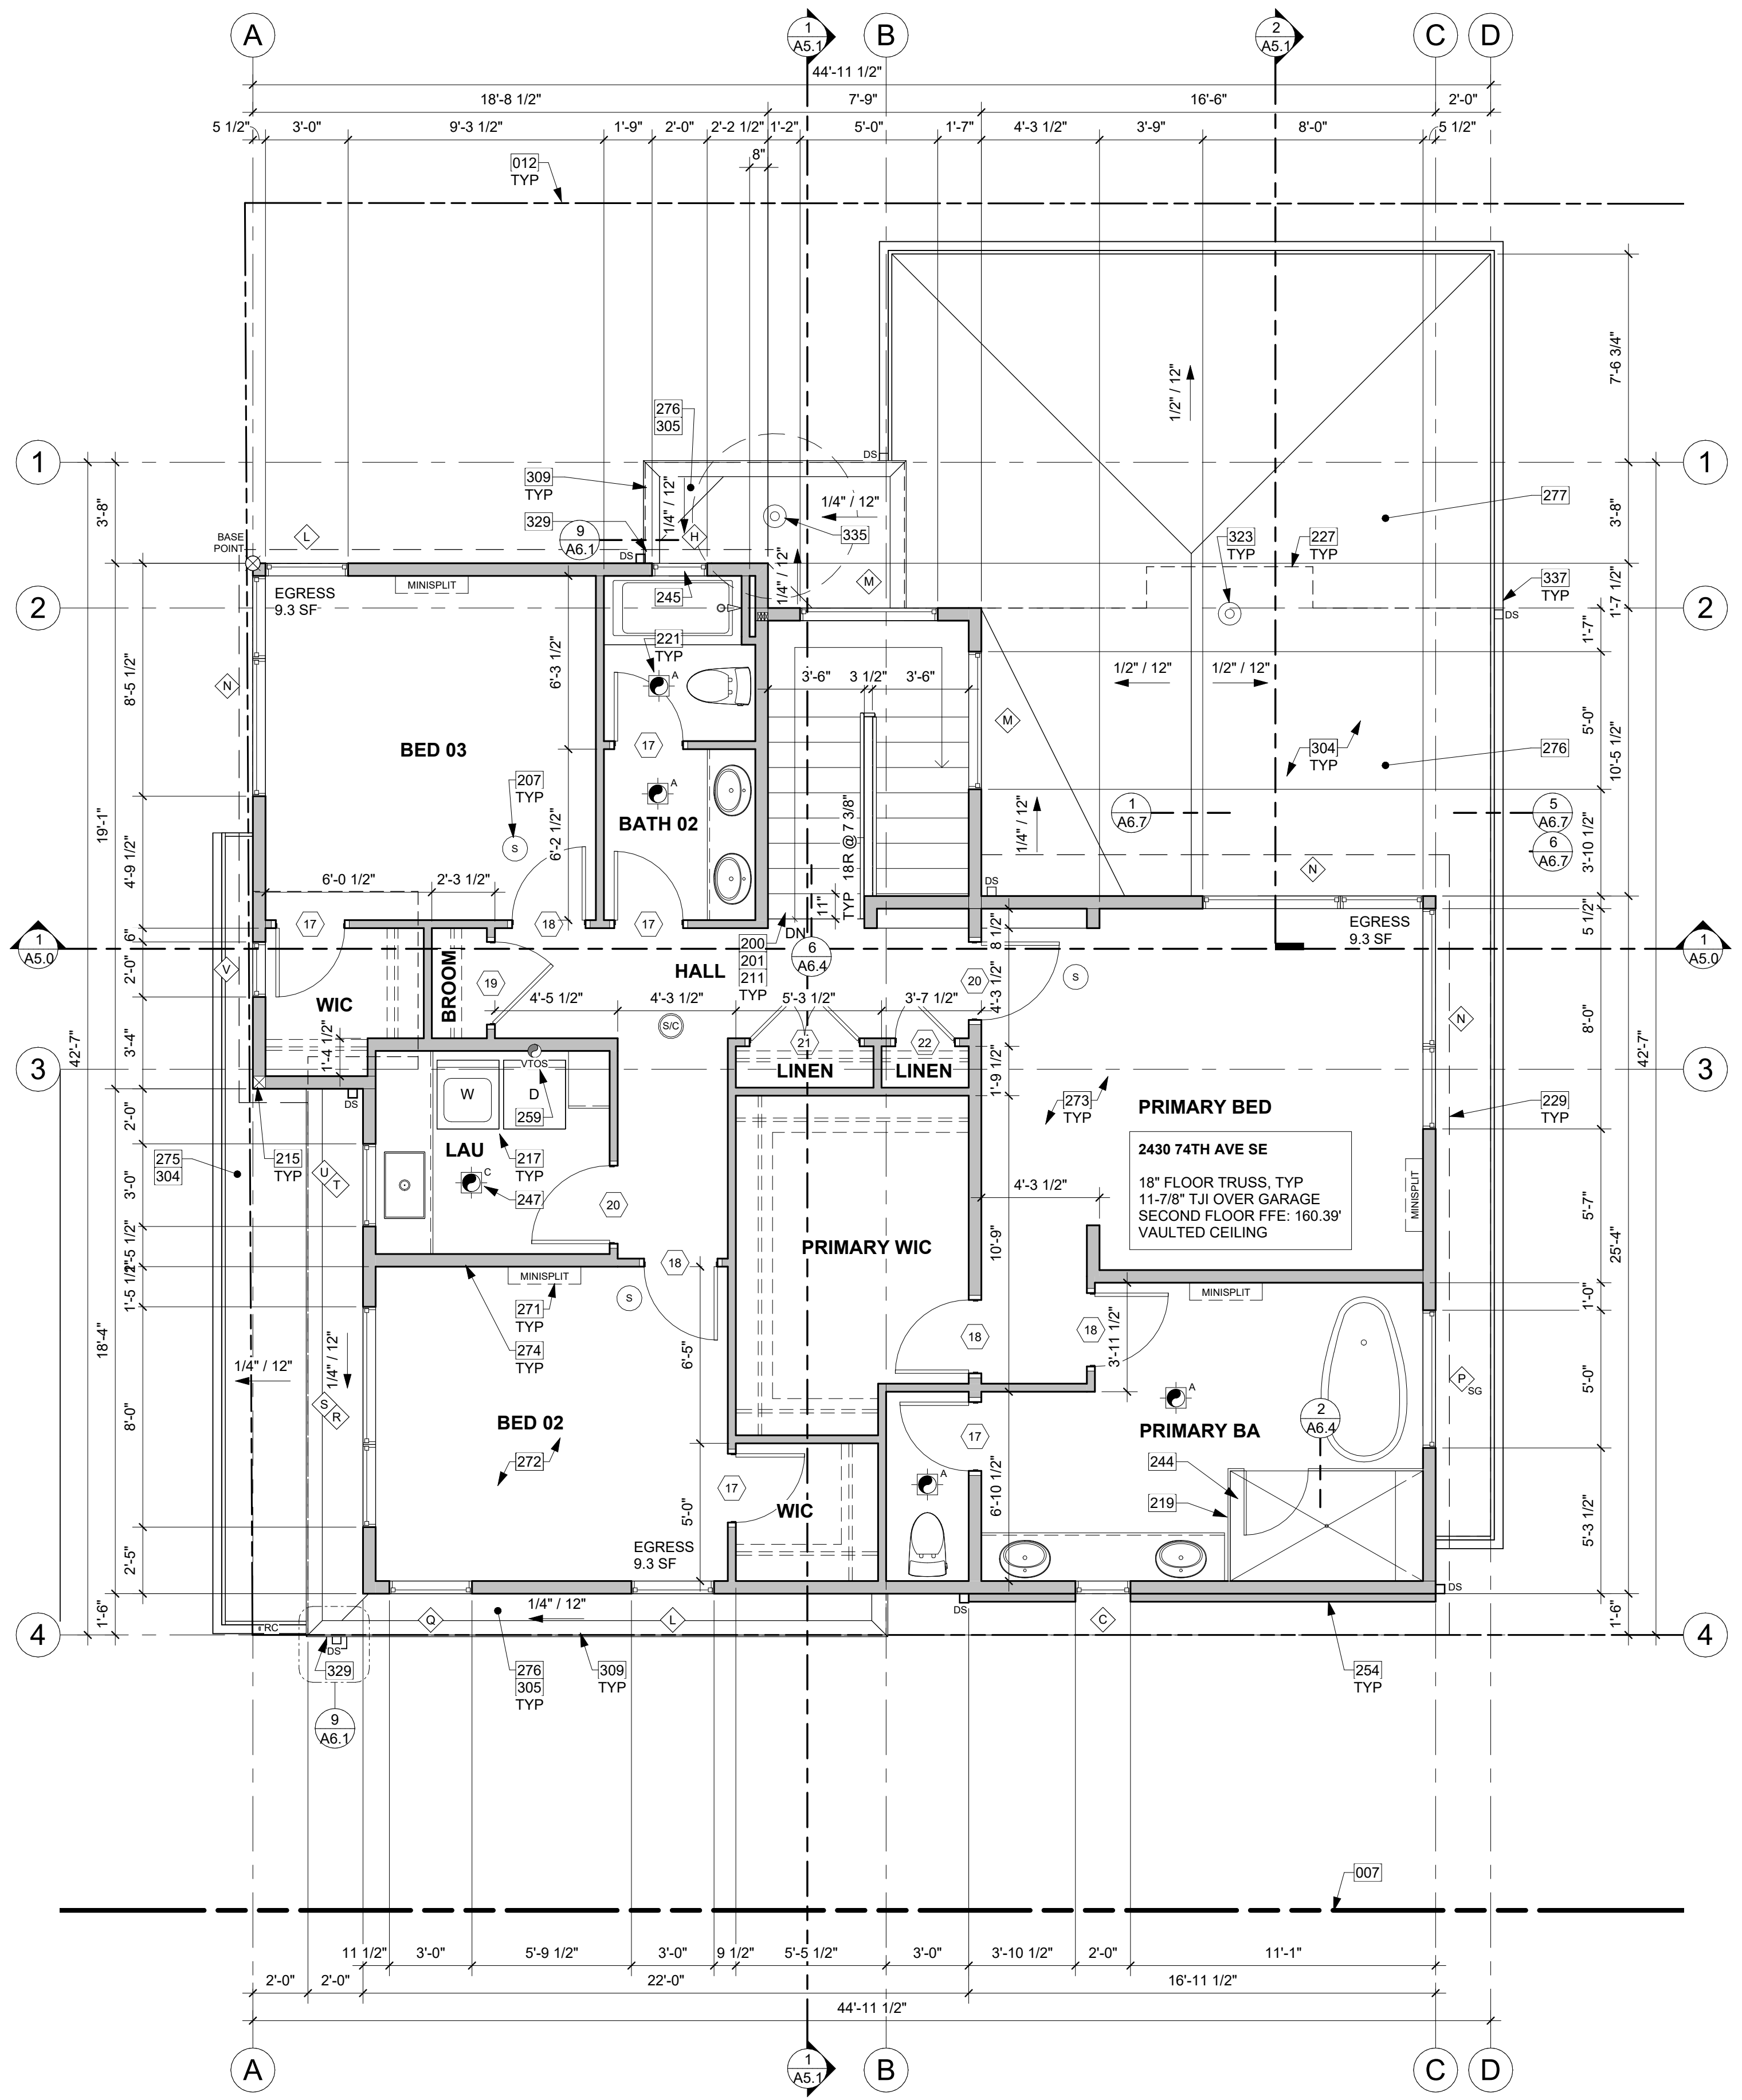 A
1
A5.1
B
2
A5.1
C
D
44'-11 1/2"
18'-8 1/2"
7'-9"
16'-6"
2'-0"
5 1/2"
3'-0"
9'-3 1/2"
1'-9"
2'-0"
2'-2 1/2"
1'-2"
5'-0"
1'-7"
4'-3 1/2"
3'-9"
8'-0"
5 1/2"
8"
012
TYP
7'-6 3/4"
1/2" / 12"
276
305
DS
1
1
309
TYP
1/4" / 12"
1/4" / 12"
277
3'-8"
3'-8"
329
9
A6.1
H
335
323
TYP
227
TYP
L
BASE
POINT
DS
1/4" / 12"
M
337
TYP
1'-7 1/2"
MINISPLIT
EGRESS
9.3 SF
245
2
2
DS
221
TYP
A
1'-7"
6'-3 1/2"
8'-5 1/2"
N
3'-6"
3 1/2"
3'-6"
1/2" / 12"
1/2" / 12"
M
5'-0"
10'-5 1/2"
BED 03
17
304
TYP
276
207
TYP
A
BATH 02
S
6'-2 1/2"
18R @ 7 3/8"
TYP
11"
1/4" / 12"
1
A6.7
5
A6.7
6
A6.7
3'-10 1/2"
19'-1"
4'-9 1/2"
6'-0 1/2"
2'-3 1/2"
N
DS
17
18
17
DN
EGRESS
9.3 SF
5 1/2"
8 1/2"
6"
1
A5.0
1
A5.0
200
201
211
TYP
6
A6.4
HALL
V
2'-0"
BROOM
19
20
S
4'-3 1/2"
WIC
4'-5 1/2"
4'-3 1/2"
5'-3 1/2"
3'-7 1/2"
S/C
N
8'-0"
42'-7"
42'-7"
3'-4"
1'-4 1/2"
21
22
VTOS
LINEN
LINEN
1'-9 1/2"
3
3
W
D
DS
259
273
TYP
PRIMARY BED
229
TYP
2'-0"
LAU
217
TYP
275
304
215
TYP
U
T
C
247
2430 74TH AVE SE
18" FLOOR TRUSS, TYP
11-7/8" TJI OVER GARAGE
SECOND FLOOR FFE: 160.39'
VAULTED CEILING
4'-3 1/2"
MINISPLIT
3'-0"
20
5'-7"
1'-5 1/2"
PRIMARY WIC
10'-9"
25'-4"
18
MINISPLIT
MINISPLIT
1'-5 1/2"
271
TYP
S
1'-0"
18'-4"
274
TYP
18
18
3'-11 1/2"
6'-5"
1/4" / 12"
1/4" / 12"
P
SG
5'-0"
S
R
A
8'-0"
BED 02
2
A6.4
PRIMARY BA
17
272
244
A
17
219
WIC
6'-10 1/2"
5'-0"
5'-3 1/2"
2'-5"
EGRESS
9.3 SF
DS
DS
1/4" / 12"
1'-6"
Q
L
C
1'-6"
RC
4
4
DS
329
276
305
TYP
309
TYP
254
TYP
9
A6.1
007
11 1/2"
3'-0"
5'-9 1/2"
3'-0"
9 1/2"
5'-5 1/2"
3'-0"
3'-10 1/2"
2'-0"
11'-1"
2'-0"
2'-0"
22'-0"
16'-11 1/2"
44'-11 1/2"
A
1
A5.1
B
C
D